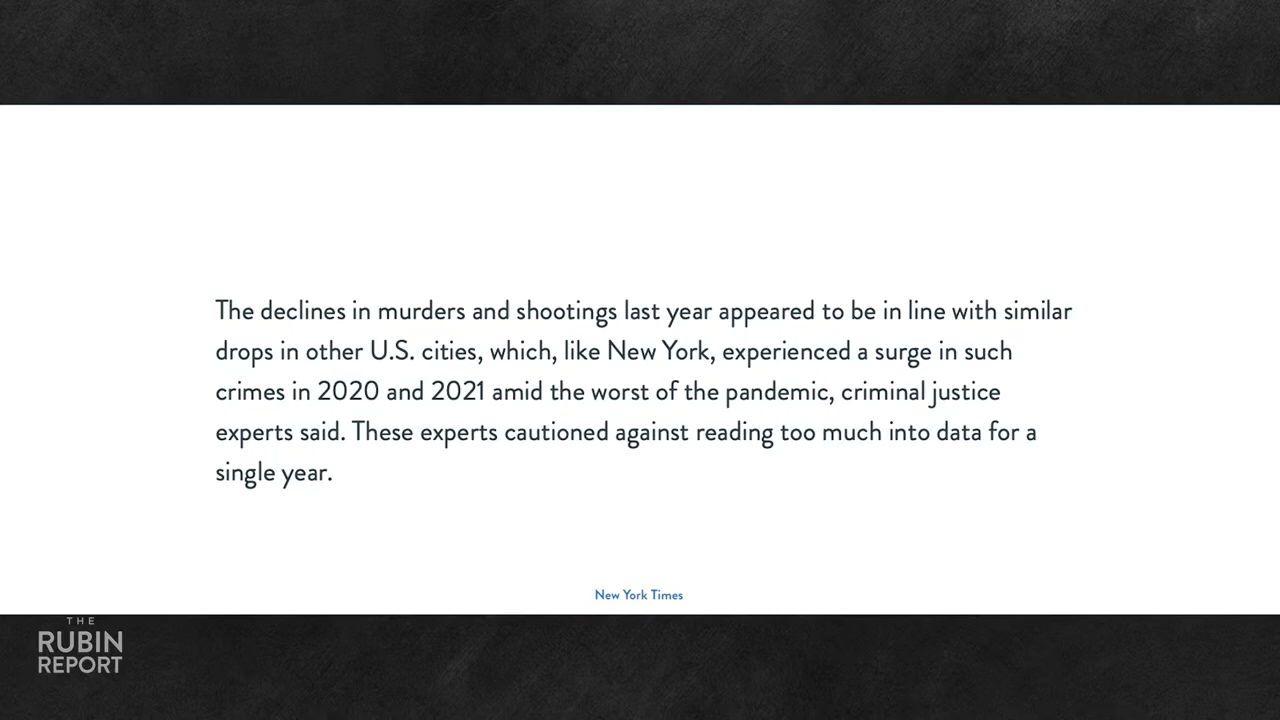 The declines in murders and shootings last year appeared to be in line with similar
drops in other U.S. cities, which, like New York, experienced a surge in such
crimes in 2020 and 2021 amid the worst of the pandemic, criminal justice
experts said. These experts cautioned against reading too much into data for a
single year.
New York Times
THE
RUBIN
REPORT